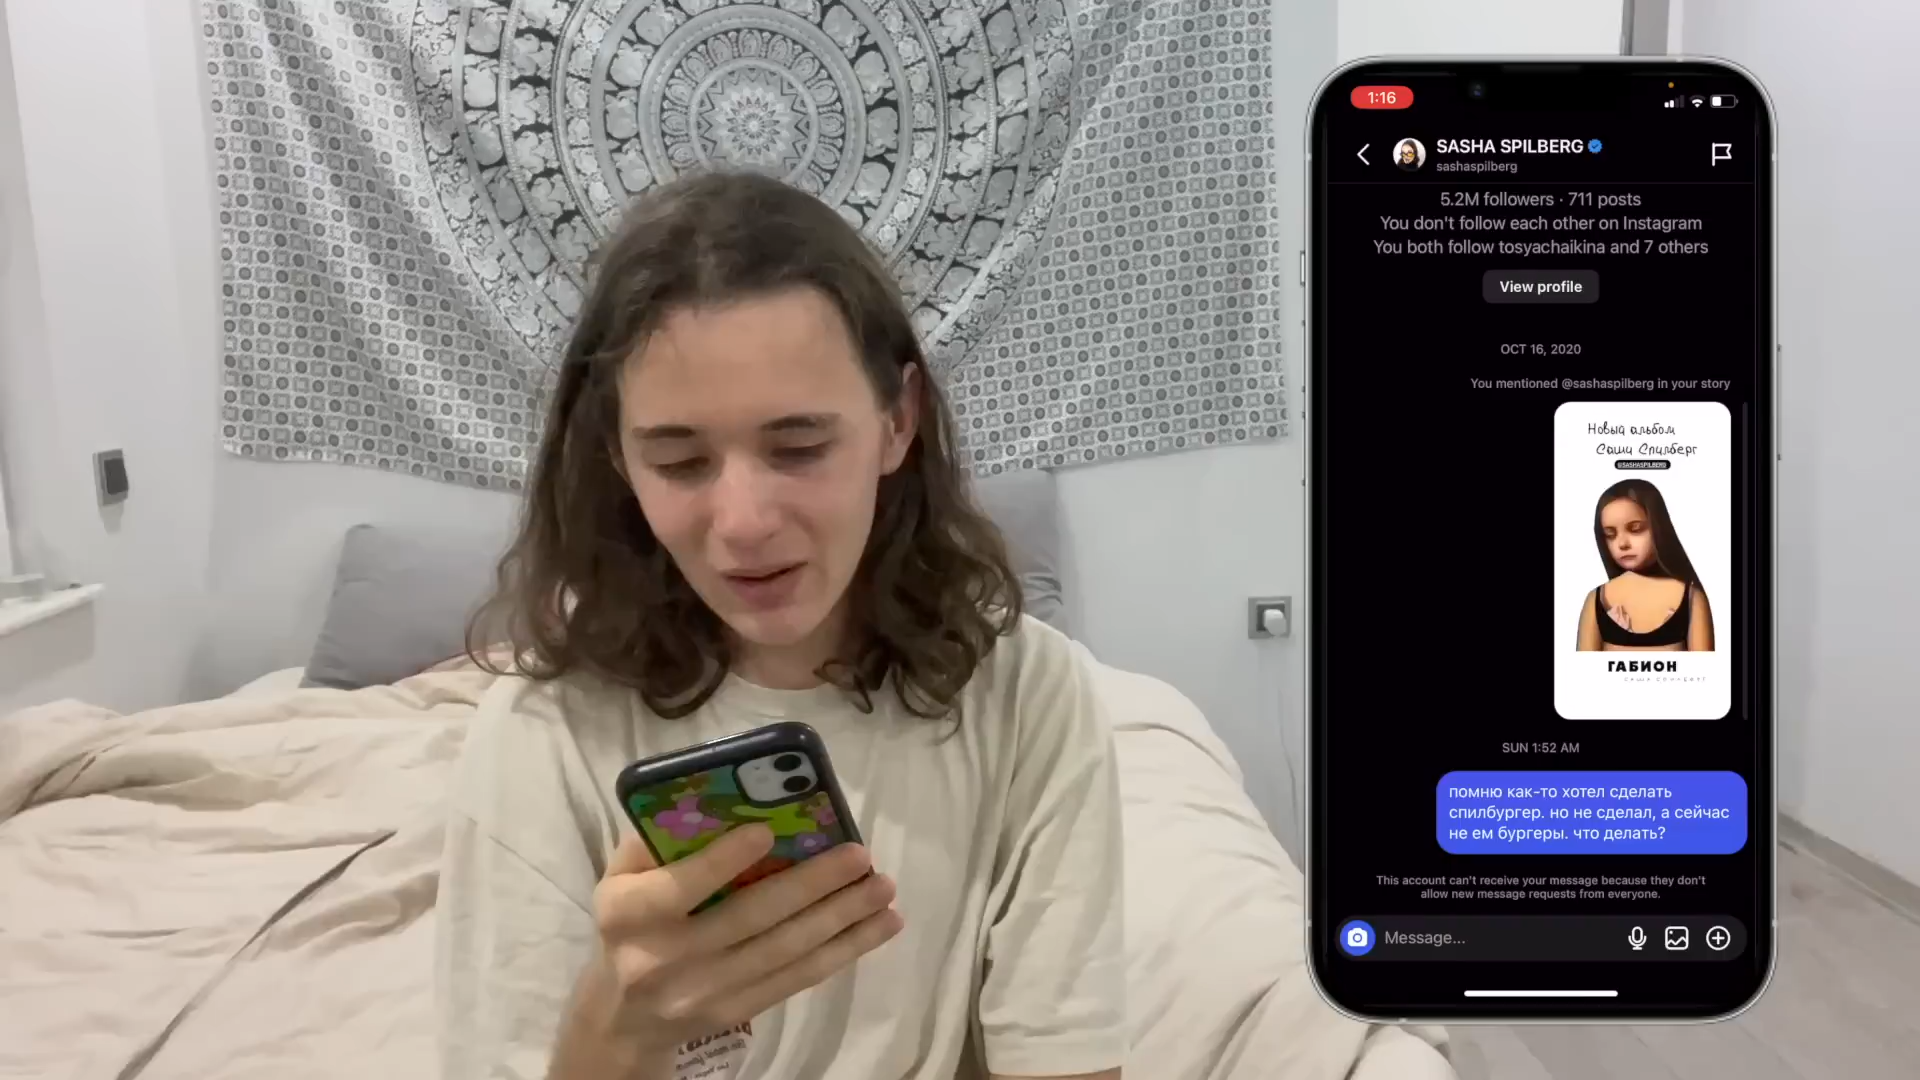 1:16
SASHA SPILBERG
sashaspilberg
5.2M followers · 711 posts
You don't follow each other on Instagram
You both follow tosyachaikina and 7 others
View profile
OCT 16, 2020
You mentioned @sashaspilberg in your story
Новый альбом
Саши Спилберг
@SASHASPILBERG
ГАБИОН
САША СПИЛБЕРГ
SUN 1:52 AM
помню как-то хотел сделать
спилбургер. но не сделал, а сейчас
не ем бургеры. что делать?
This account can't receive your message because they don't
allow new message requests from everyone.
Message...